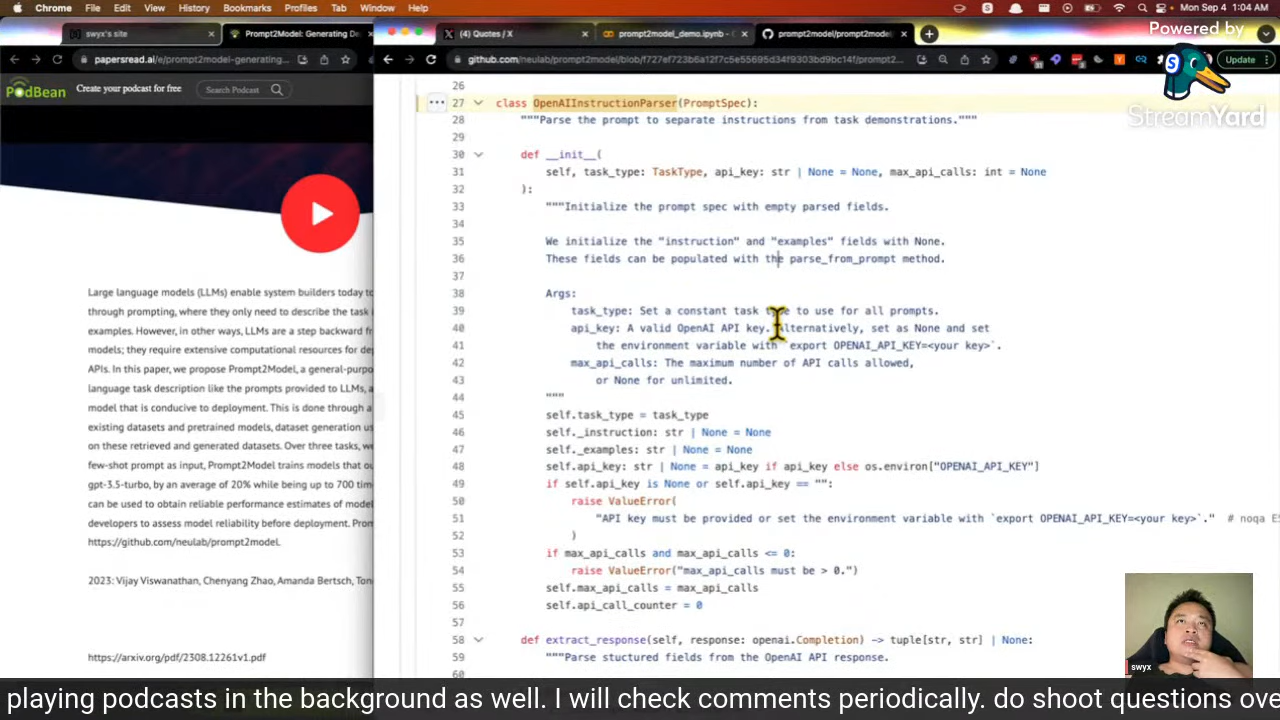 Chrome File Edit View History Bookmarks Profiles Tab Window Help
Mon Sep 4 1:04 AM
Powered by
StreamYard
swyx's site
Prompt2Model: Generating De
papersread.ai/e/prompt2model-generating...
PodBean
Create your podcast for free
Search Podcast
Large language models (LLMs) enable system builders today to
through prompting, where they only need to describe the task
examples. However, in other ways, LLMs are a step backward fr
models; they require extensive computational resources for dep
APIs. In this paper, we propose Prompt2Model, a general-purpo
language task description like the prompts provided to LLMs, a
model that is conducive to deployment. This is done through a
existing datasets and pretrained models, dataset generation us
on these retrieved and generated datasets. Over three tasks, we
few-shot prompt as input, Prompt2Model trains models that ou
gpt-3.5-turbo, by an average of 20% while being up to 700 tim
can be used to obtain reliable performance estimates of model
developers to assess model reliability before deployment. Prom
https://github.com/neulab/prompt2model.
2023: Vijay Viswanathan, Chenyang Zhao, Amanda Bertsch, Ton
https://arxiv.org/pdf/2308.12261v1.pdf
(4) Quotes / X
prompt2model_demo.ipynb -
prompt2model/prompt2model/
github.com/neulab/prompt2model/blob/f727ef723b6a12f7c5e55695d34f9303bd9bc14f/prompt2...
Update
26
27 class OpenAIInstructionParser(PromptSpec):
28 """Parse the prompt to separate instructions from task demonstrations."""
29
30 def __init__(
31 self, task_type: TaskType, api_key: str | None = None, max_api_calls: int = None
32 ):
33 """Initialize the prompt spec with empty parsed fields.
34
35 We initialize the "instruction" and "examples" fields with None.
36 These fields can be populated with the parse_from_prompt method.
37
38 Args:
39 task_type: Set a constant task type to use for all prompts.
40 api_key: A valid OpenAI API key. Alternatively, set as None and set
41 the environment variable with `export OPENAI_API_KEY=<your key>`.
42 max_api_calls: The maximum number of API calls allowed,
43 or None for unlimited.
44 """
45 self.task_type = task_type
46 self._instruction: str | None = None
47 self._examples: str | None = None
48 self.api_key: str | None = api_key if api_key else os.environ["OPENAI_API_KEY"]
49 if self.api_key is None or self.api_key == "":
50 raise ValueError(
51 "API key must be provided or set the environment variable with `export OPENAI_API_KEY=<your key>`." # noqa E5
52 )
53 if max_api_calls and max_api_calls <= 0:
54 raise ValueError("max_api_calls must be > 0.")
55 self.max_api_calls = max_api_calls
56 self.api_call_counter = 0
57
58 def extract_response(self, response: openai.Completion) -> tuple[str, str] | None:
59 """Parse stuctured fields from the OpenAI API response.
60
swyx
playing podcasts in the background as well. I will check comments periodically. do shoot questions ove